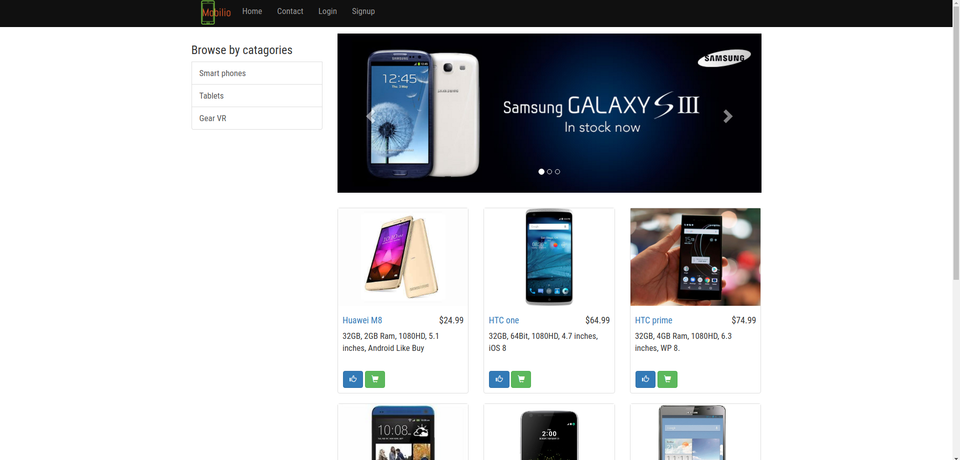 Mobilio
Home
Contact
Login
Signup
Browse by catagories
Smart phones
Tablets
Gear VR
12:45
SAMSUNG
SAMSUNG
Samsung GALAXY S III
In stock now
Huawei M8
$24.99
32GB, 2GB Ram, 1080HD, 5.1
inches, Android Like Buy
HTC one
$64.99
32GB, 64Bit, 1080HD, 4.7 inches,
iOS 8
HTC prime
$74.99
32GB, 4GB Ram, 1080HD, 6.3
inches, WP 8.
10:08
2:00